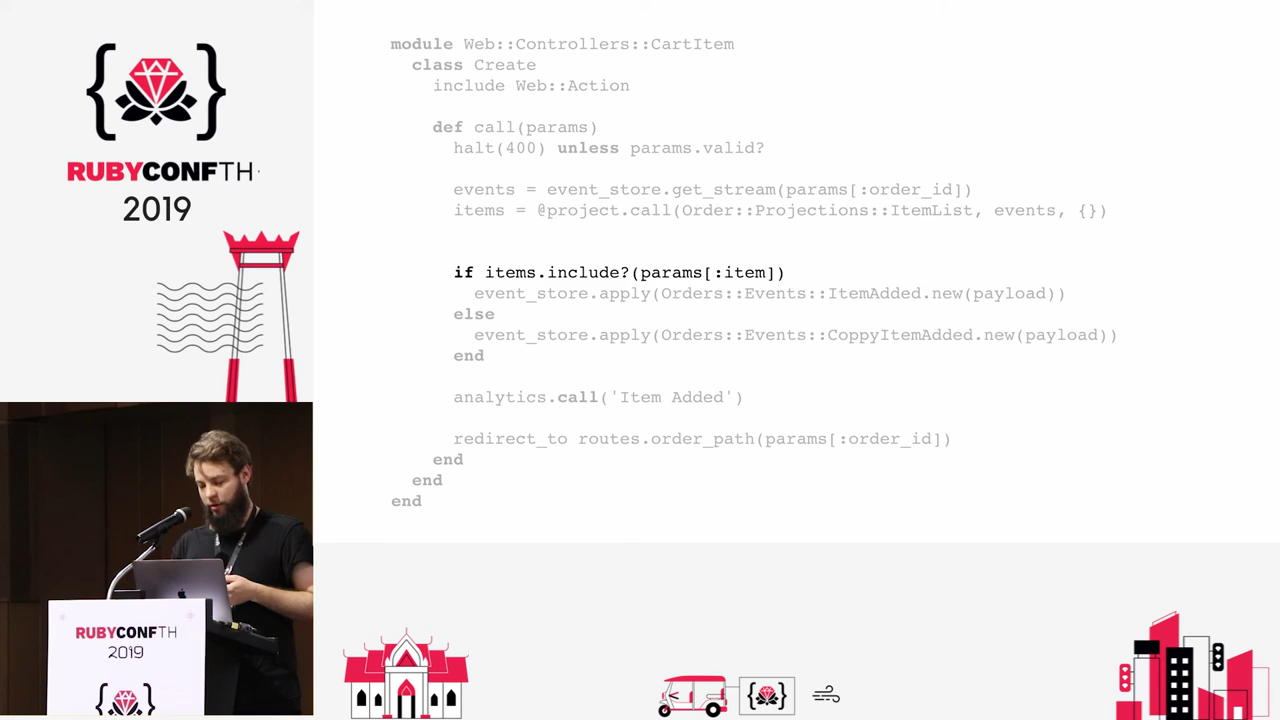 RUBYCONFTH
2019
module Web::Controllers::CartItem
class Create
include Web::Action
def call(params)
halt(400) unless params.valid?
events = event_store.get_stream(params[:order_id])
items = @project.call(Order::Projections::ItemList, events, {})
if items.include?(params[:item])
event_store.apply(Orders::Events::ItemAdded.new(payload))
else
event_store.apply(Orders::Events::CoppyItemAdded.new(payload))
end
analytics.call('Item Added')
redirect_to routes.order_path(params[:order_id])
end
end
end
RUBYCONFTH
2019